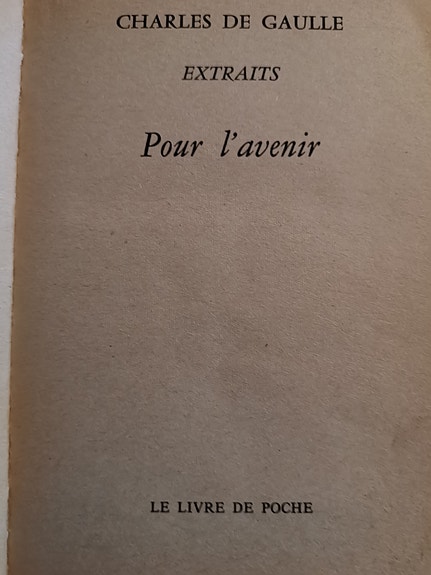 CHARLES DE GAULLE
EXTRAITS
Pour l'avenir
LE LIVRE DE POCHE